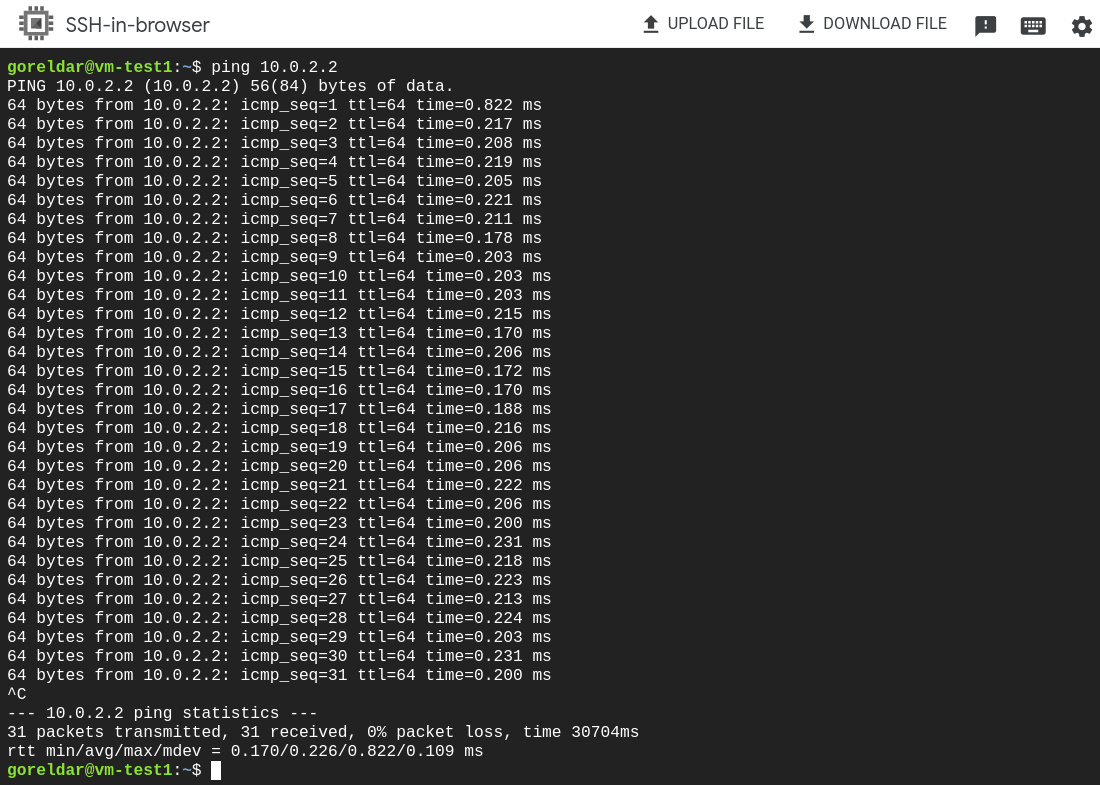 SSH-in-browser UPLOAD FILE DOWNLOAD FILE
goreldar@vm-test1:~$ ping 10.0.2.2
PING 10.0.2.2 (10.0.2.2) 56(84) bytes of data.
64 bytes from 10.0.2.2: icmp_seq=1 ttl=64 time=0.822 ms
64 bytes from 10.0.2.2: icmp_seq=2 ttl=64 time=0.217 ms
64 bytes from 10.0.2.2: icmp_seq=3 ttl=64 time=0.208 ms
64 bytes from 10.0.2.2: icmp_seq=4 ttl=64 time=0.219 ms
64 bytes from 10.0.2.2: icmp_seq=5 ttl=64 time=0.205 ms
64 bytes from 10.0.2.2: icmp_seq=6 ttl=64 time=0.221 ms
64 bytes from 10.0.2.2: icmp_seq=7 ttl=64 time=0.211 ms
64 bytes from 10.0.2.2: icmp_seq=8 ttl=64 time=0.178 ms
64 bytes from 10.0.2.2: icmp_seq=9 ttl=64 time=0.203 ms
64 bytes from 10.0.2.2: icmp_seq=10 ttl=64 time=0.203 ms
64 bytes from 10.0.2.2: icmp_seq=11 ttl=64 time=0.203 ms
64 bytes from 10.0.2.2: icmp_seq=12 ttl=64 time=0.215 ms
64 bytes from 10.0.2.2: icmp_seq=13 ttl=64 time=0.170 ms
64 bytes from 10.0.2.2: icmp_seq=14 ttl=64 time=0.206 ms
64 bytes from 10.0.2.2: icmp_seq=15 ttl=64 time=0.172 ms
64 bytes from 10.0.2.2: icmp_seq=16 ttl=64 time=0.170 ms
64 bytes from 10.0.2.2: icmp_seq=17 ttl=64 time=0.188 ms
64 bytes from 10.0.2.2: icmp_seq=18 ttl=64 time=0.216 ms
64 bytes from 10.0.2.2: icmp_seq=19 ttl=64 time=0.206 ms
64 bytes from 10.0.2.2: icmp_seq=20 ttl=64 time=0.206 ms
64 bytes from 10.0.2.2: icmp_seq=21 ttl=64 time=0.222 ms
64 bytes from 10.0.2.2: icmp_seq=22 ttl=64 time=0.206 ms
64 bytes from 10.0.2.2: icmp_seq=23 ttl=64 time=0.200 ms
64 bytes from 10.0.2.2: icmp_seq=24 ttl=64 time=0.231 ms
64 bytes from 10.0.2.2: icmp_seq=25 ttl=64 time=0.218 ms
64 bytes from 10.0.2.2: icmp_seq=26 ttl=64 time=0.223 ms
64 bytes from 10.0.2.2: icmp_seq=27 ttl=64 time=0.213 ms
64 bytes from 10.0.2.2: icmp_seq=28 ttl=64 time=0.224 ms
64 bytes from 10.0.2.2: icmp_seq=29 ttl=64 time=0.203 ms
64 bytes from 10.0.2.2: icmp_seq=30 ttl=64 time=0.231 ms
64 bytes from 10.0.2.2: icmp_seq=31 ttl=64 time=0.200 ms
^C
--- 10.0.2.2 ping statistics ---
31 packets transmitted, 31 received, 0% packet loss, time 30704ms
rtt min/avg/max/mdev = 0.170/0.226/0.822/0.109 ms
goreldar@vm-test1:~$